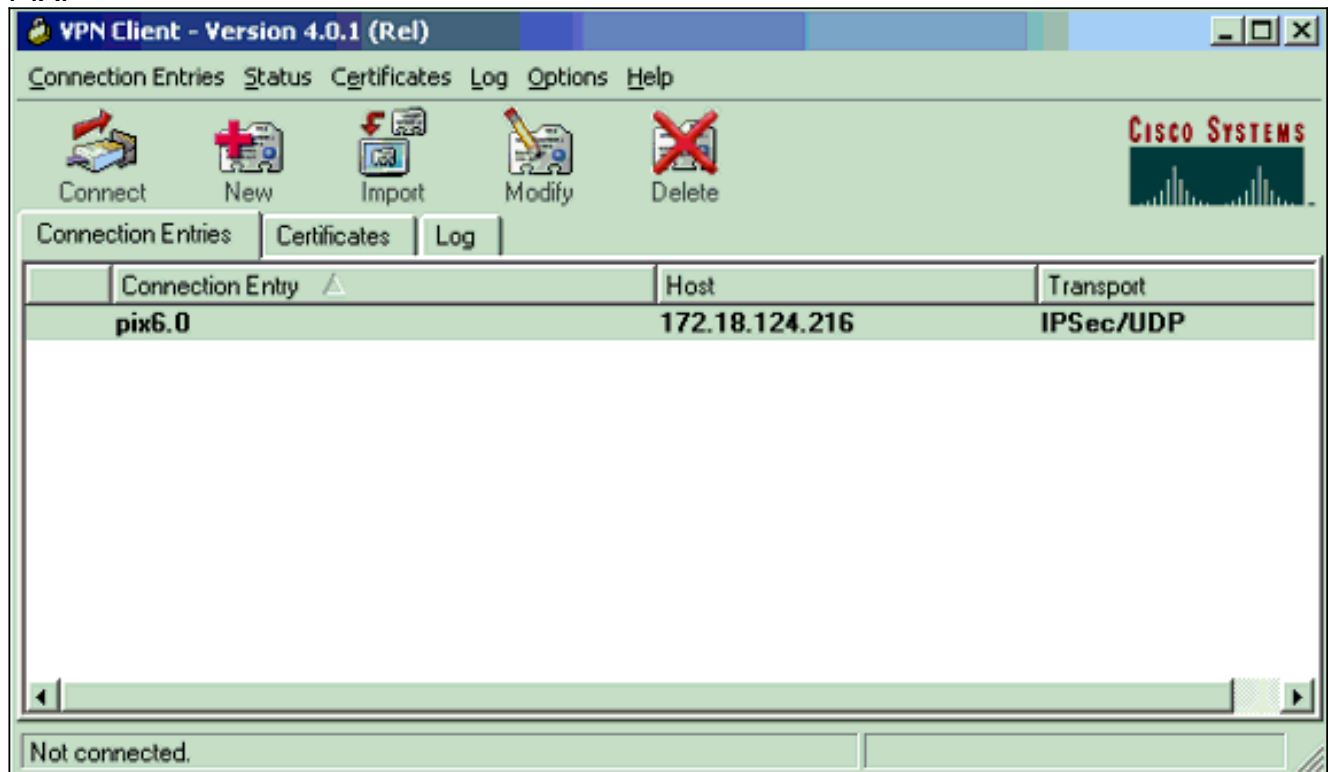 VPN Client - Version 4.0.1 (Rel)
Connection Entries Status Certificates Log Options Help
Connect New Import Modify Delete
CISCO SYSTEMS
Connection Entries Certificates Log
Connection Entry Host Transport
pix6.0 172.18.124.216 IPSec/UDP
Not connected.